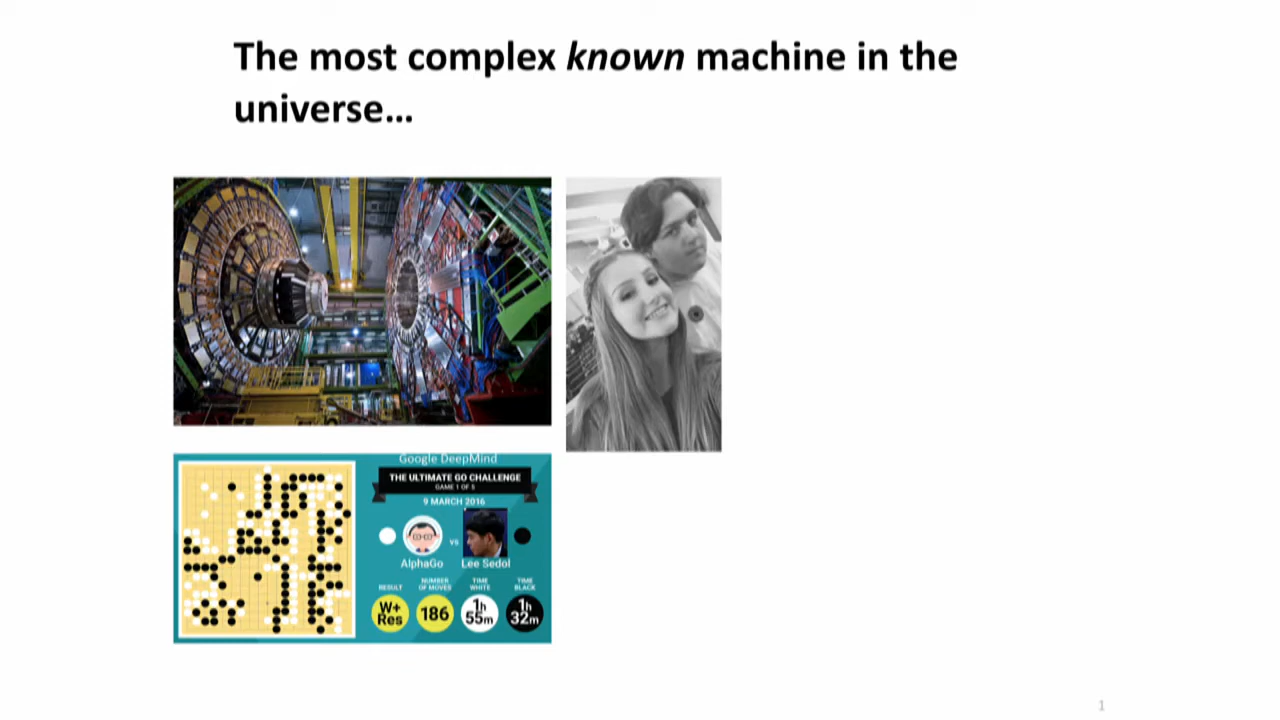 The most complex known machine in the
universe…
Google DeepMind
THE ULTIMATE GO CHALLENGE
GAME 1 OF 5
9 MARCH 2016
VS
AlphaGo
Lee Sedol
RESULT
NUMBER
OF MOVES
TIME
WHITE
TIME
BLACK
W+
Res
186
1h
55m
1h
32m
1